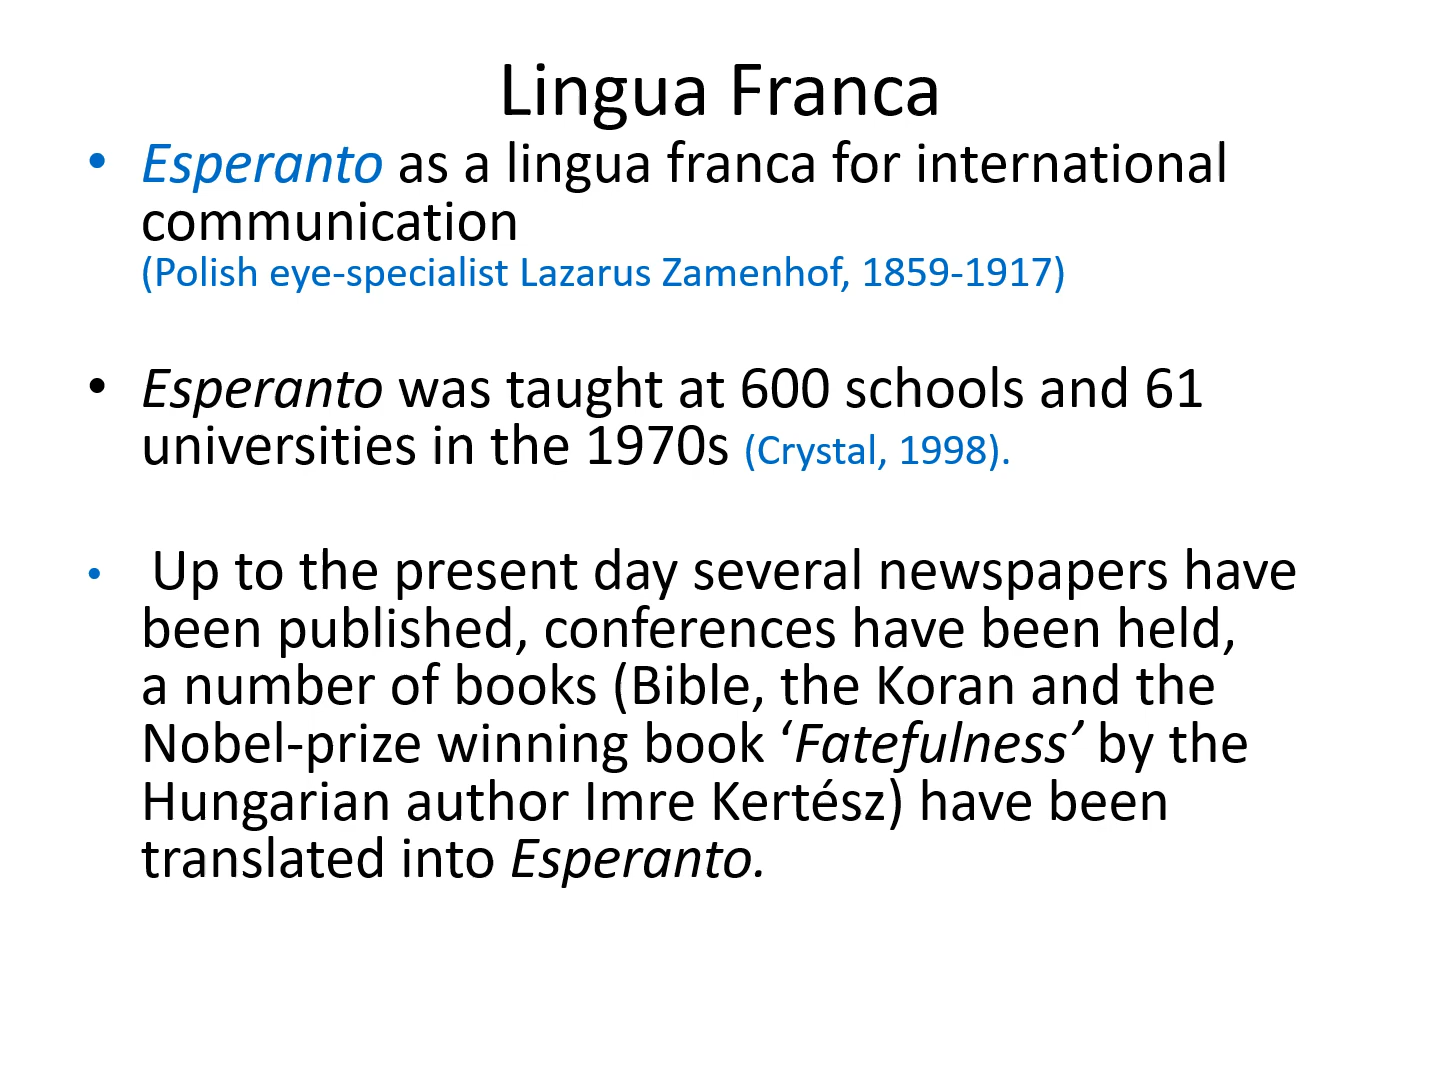 Lingua Franca
• Esperanto as a lingua franca for international
communication
(Polish eye-specialist Lazarus Zamenhof, 1859-1917)
• Esperanto was taught at 600 schools and 61
universities in the 1970s (Crystal, 1998).
• Up to the present day several newspapers have
been published, conferences have been held,
a number of books (Bible, the Koran and the
Nobel-prize winning book ‘Fatefulness’ by the
Hungarian author Imre Kertész) have been
translated into Esperanto.